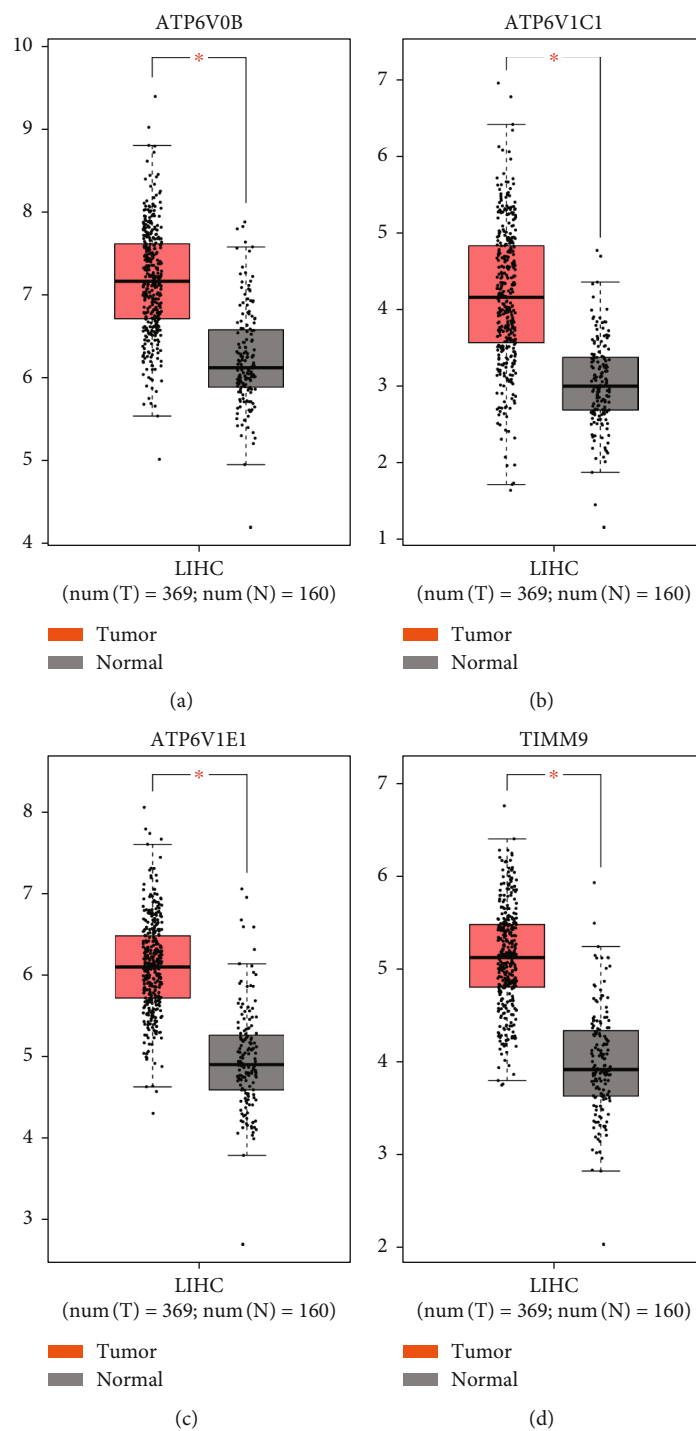 ATP6V0B
10
9
8
7
6
5
4
*
LIHC
(num (T) = 369; num (N) = 160)
Tumor
Normal
(a)
ATP6V1C1
7
6
5
4
3
2
1
*
LIHC
(num (T) = 369; num (N) = 160)
Tumor
Normal
(b)
ATP6V1E1
8
7
6
5
4
3
*
LIHC
(num (T) = 369; num (N) = 160)
Tumor
Normal
(c)
TIMM9
7
6
5
4
3
2
*
LIHC
(num (T) = 369; num (N) = 160)
Tumor
Normal
(d)